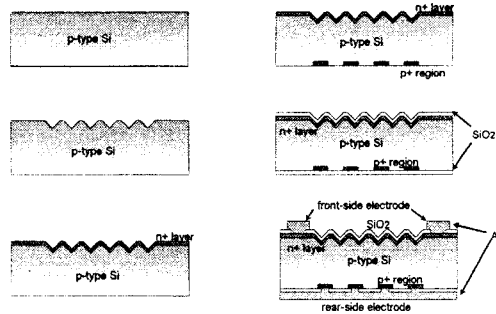 p-type Si
p-type Si
n+ layer
p-type Si
n+ layer
p-type Si
p+ region
n+ layer
SiO2
p-type Si
p+ region
front-side electrode
SiO2
n+ layer
p-type Si
p+ region
rear-side electrode